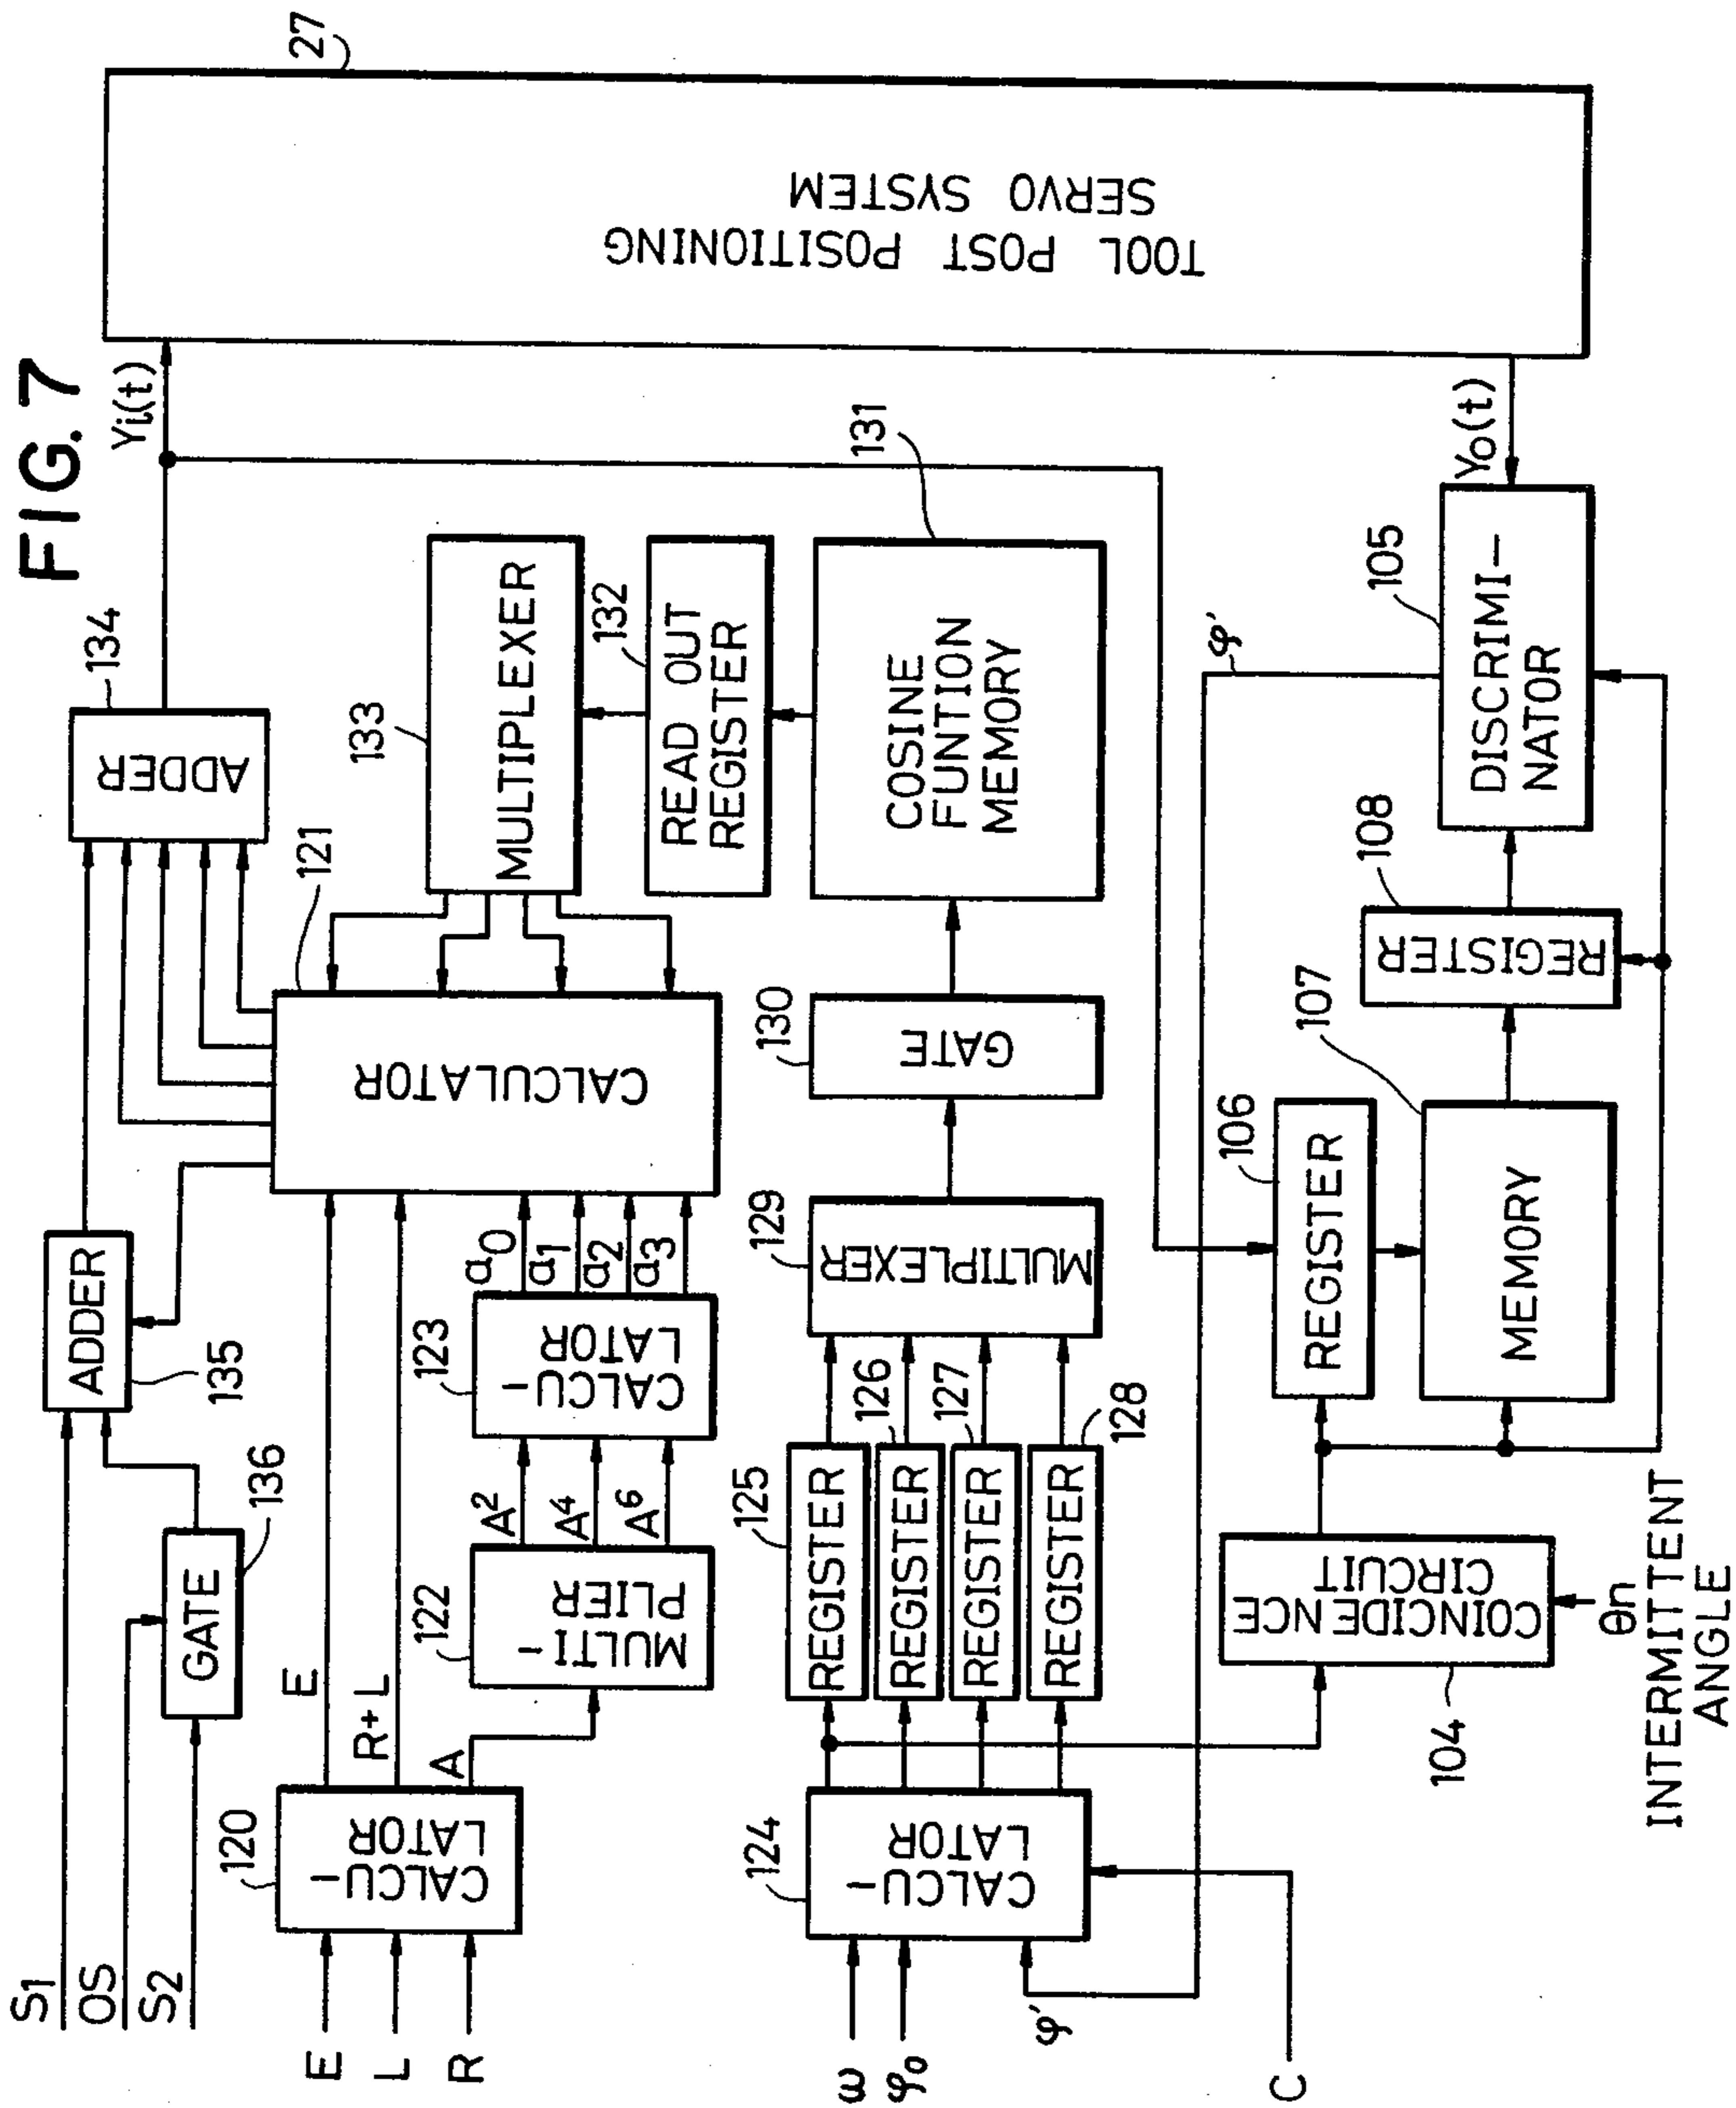 FIG. 7
S1
OS
S2
ADDER
135
GATE
136
ADDER
134
Yi(t)
27
TOOL POST POSITIONING
SERVO SYSTEM
E
L
R
CALCU-
LATOR
120
E
R+L
A
MULTI-
PLIER
122
A2
A4
A6
CALCU-
LATOR
123
a0
a1
a2
a3
CALCULATOR
121
MULTIPLEXER
133
READ OUT
REGISTER
132
COSINE
FUNTION
MEMORY
131
ω
φ0
φ'
C
CALCU-
LATOR
124
REGISTER
125
REGISTER
126
REGISTER
127
REGISTER
128
MULTIPLEXER
129
GATE
130
COINCIDENCE
CIRCUIT
104
θn
INTERMITTENT
ANGLE
REGISTER
106
MEMORY
107
REGISTER
108
DISCRIMI-
NATOR
105
φ'
Yo(t)